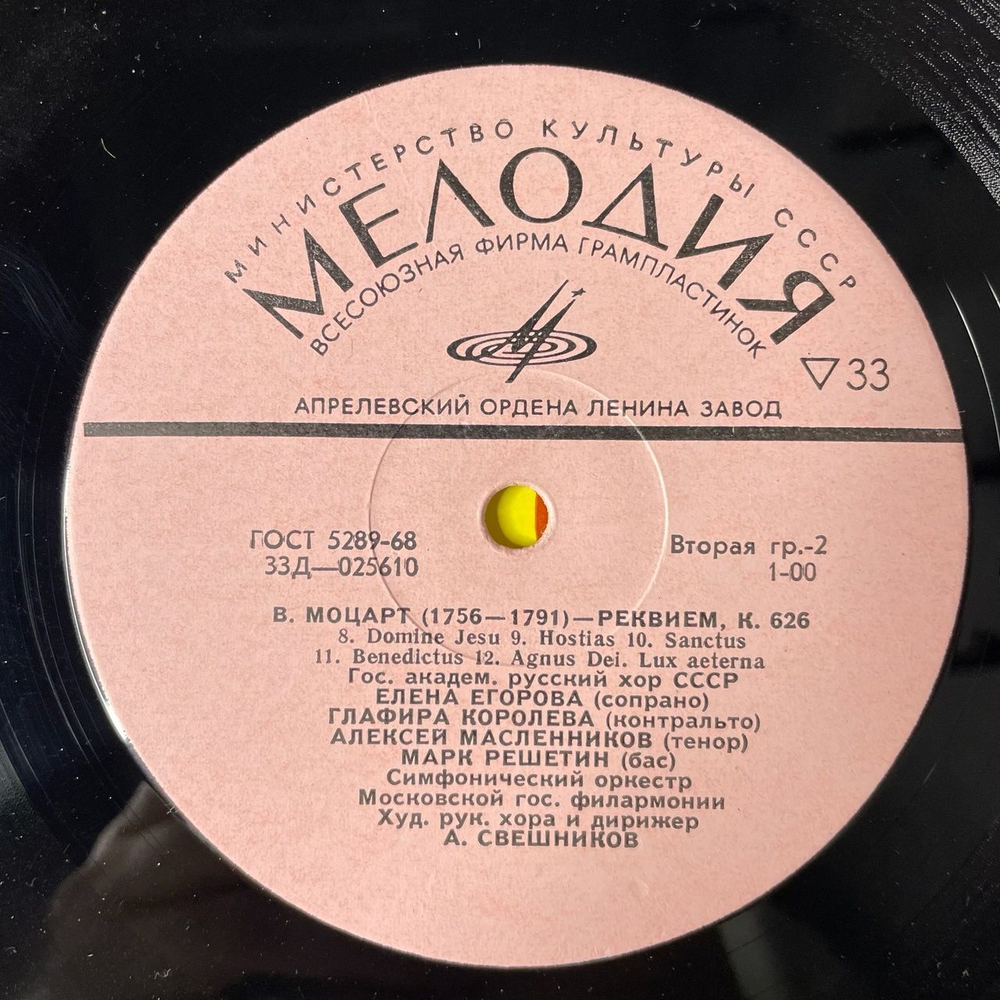 МИНИСТЕРСТВО КУЛЬТУРЫ СССР
МЕЛОДИЯ
ВСЕСОЮЗНАЯ ФИРМА ГРАМПЛАСТИНОК
▽33
АПРЕЛЕВСКИЙ ОРДЕНА ЛЕНИНА ЗАВОД
ГОСТ 5289-68
33Д—025610
Вторая гр.-2
1-00
В. МОЦАРТ (1756—1791)—РЕКВИЕМ, К. 626
8. Domine Jesu 9. Hostias 10. Sanctus
11. Benedictus 12. Agnus Dei. Lux aeterna
Гос. академ. русский хор СССР
ЕЛЕНА ЕГОРОВА (сопрано)
ГЛАФИРА КОРОЛЕВА (контральто)
АЛЕКСЕЙ МАСЛЕННИКОВ (тенор)
МАРК РЕШЕТИН (бас)
Симфонический оркестр
Московской гос. филармонии
Худ. рук. хора и дирижер
А. СВЕШНИКОВ